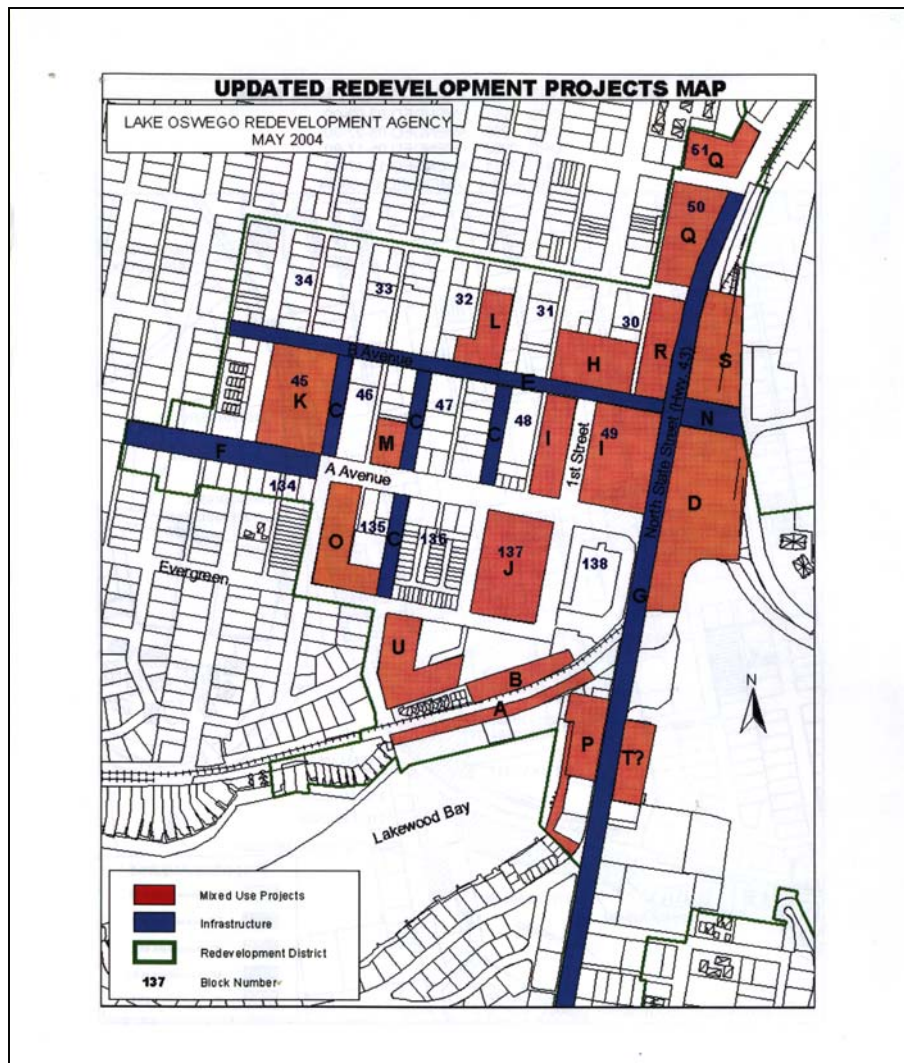 UPDATED REDEVELOPMENT PROJECTS MAP
LAKE OSWEGO REDEVELOPMENT AGENCY
MAY 2004
51
Q
50
Q
34
33
32
31
30
L
H
R
S
B Avenue
E
N
45
K
C
46
C
47
C
48
I
1st Street
49
I
North State Street (Hwy. 43)
M
D
F
A Avenue
134
O
135
C
136
137
J
138
G
Evergreen
U
B
A
N
P
T?
Lakewood Bay
Mixed Use Projects
Infrastructure
Redevelopment District
137 Block Number